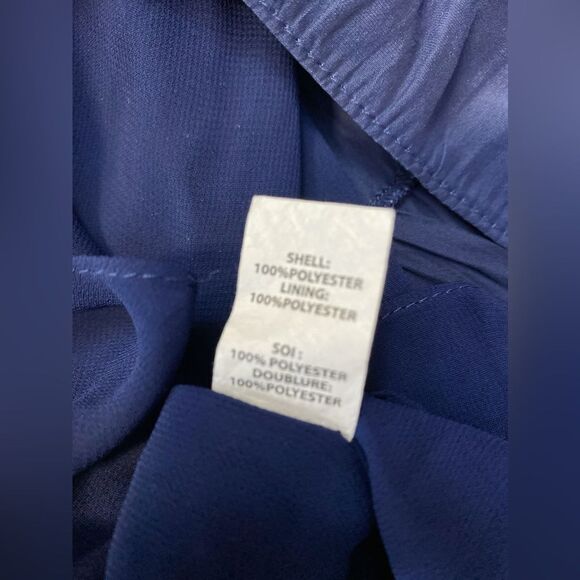 SHELL:
100%POLYESTER
LINING:
100%POLYESTER
SOI :
100% POLYESTER
DOUBLURE:
100%POLYESTER